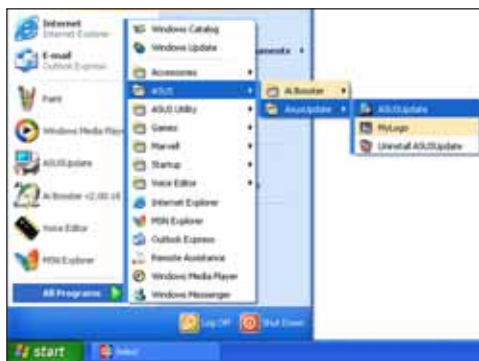 Internet
Internet Explorer
E-mail
Outlook Express
Paint
Windows Media Player
ASUSUpdate
Ai Booster v2.00.16
Voice Editor
MSN Explorer
All Programs
Windows Catalog
Windows Update
Accessories
ASUS
ASUS Utility
Games
Marvell
Startup
Voice Editor
Internet Explorer
MSN Explorer
Outlook Express
Remote Assistance
Windows Media Player
Windows Messenger
Ai Booster
AsusUpdate
ASUSUpdate
MyLogo
Uninstall ASUSUpdate
Log Off
Shut Down
start